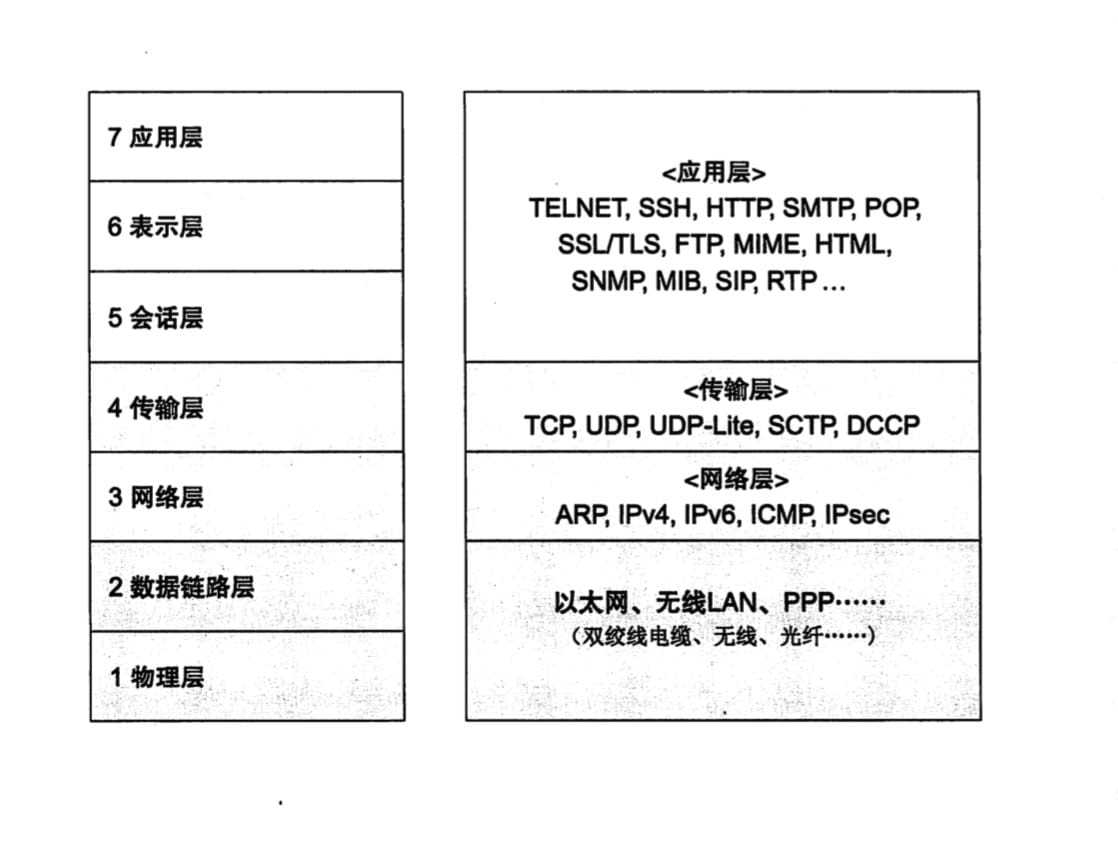 7 应用层
6 表示层
5 会话层
4 传输层
3 网络层
2 数据链路层
1 物理层
<应用层>
TELNET, SSH, HTTP, SMTP, POP,
SSL/TLS, FTP, MIME, HTML,
SNMP, MIB, SIP, RTP …
<传输层>
TCP, UDP, UDP-Lite, SCTP, DCCP
<网络层>
ARP, IPv4, IPv6, ICMP, IPsec
以太网、无线LAN、PPP……
（双绞线电缆、无线、光纤……）